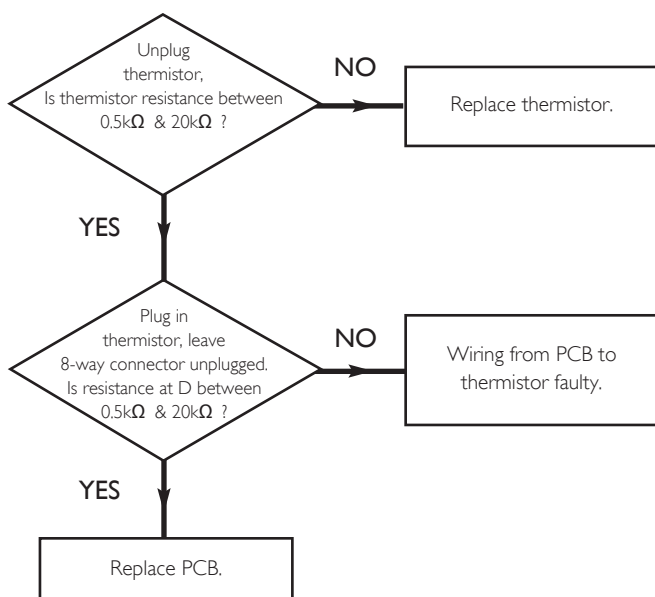 Unplug
thermistor,
Is thermistor resistance between
0.5kΩ & 20kΩ ?
NO
Replace thermistor.
YES
Plug in
thermistor, leave
8-way connector unplugged.
Is resistance at D between
0.5kΩ & 20kΩ ?
NO
Wiring from PCB to
thermistor faulty.
YES
Replace PCB.